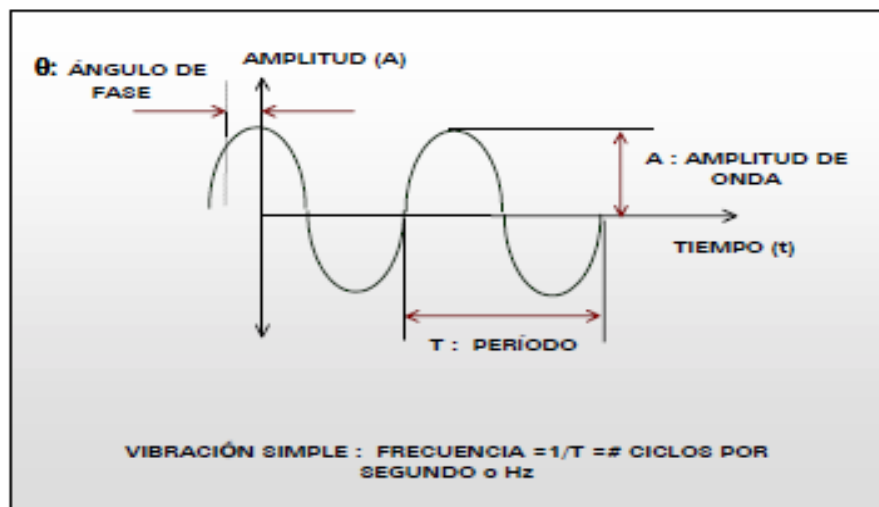 AMPLITUD (A)
θ: ÁNGULO DE
FASE
A : AMPLITUD DE
ONDA
TIEMPO (t)
T : PERÍODO
VIBRACIÓN SIMPLE : FRECUENCIA =1/T =# CICLOS POR
SEGUNDO o Hz